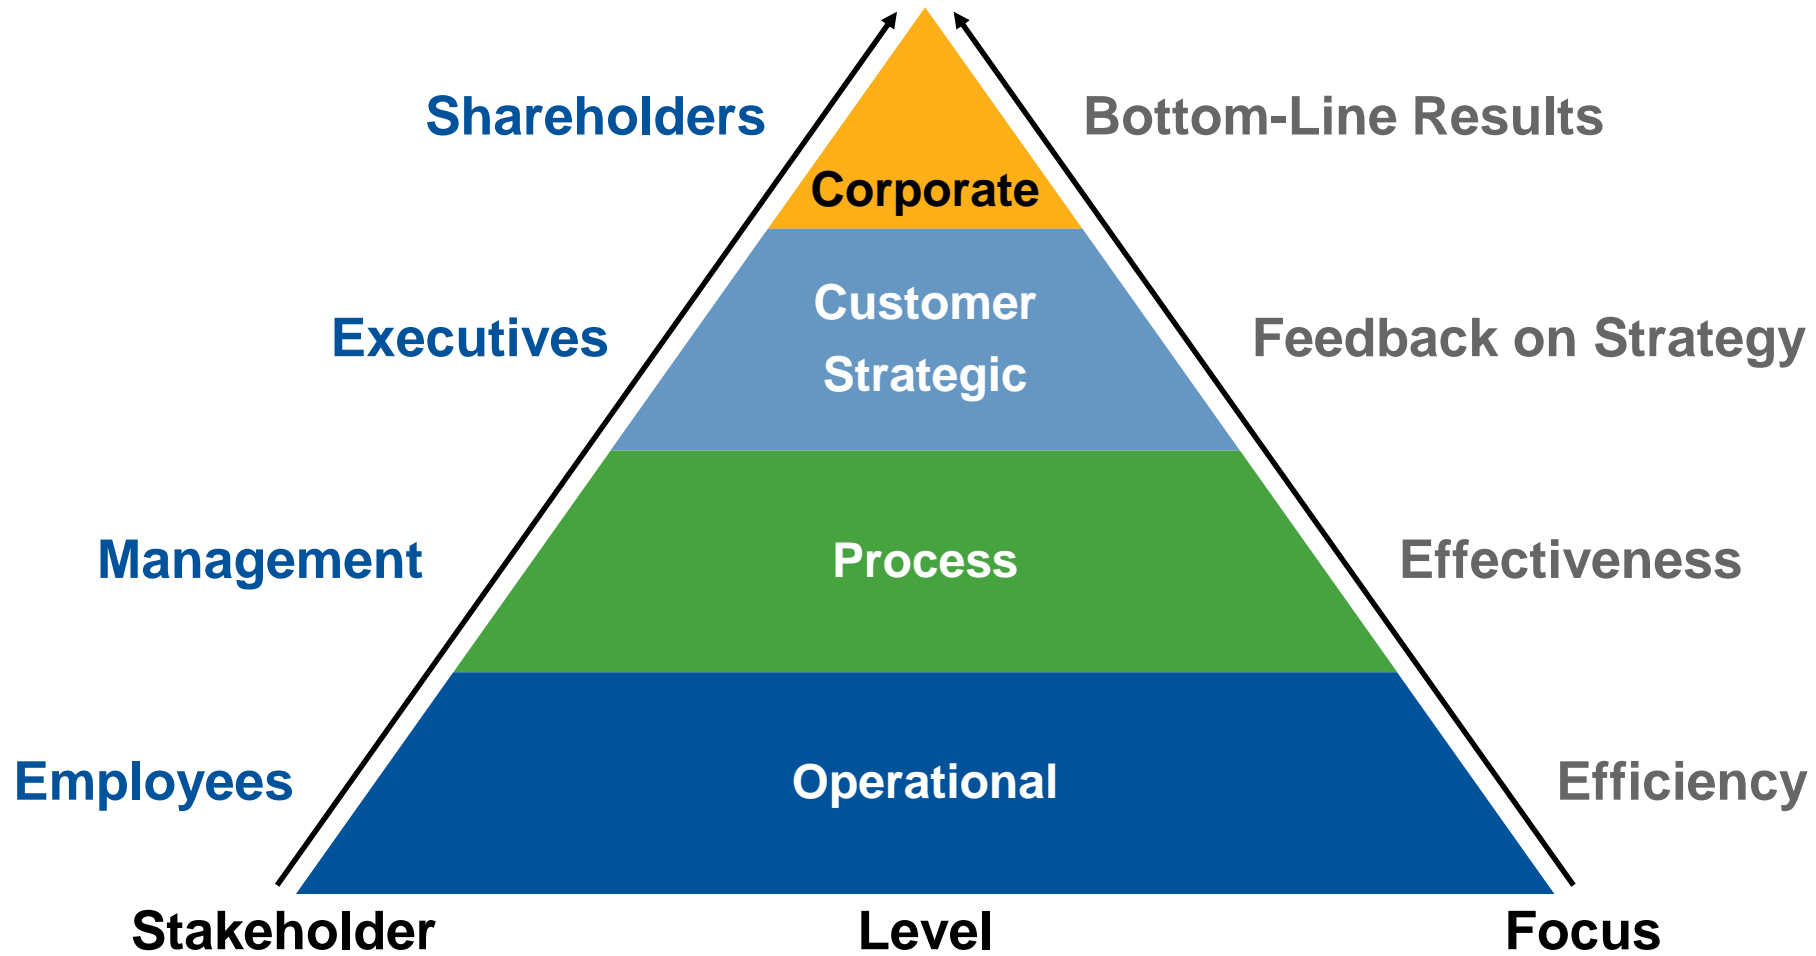 Shareholders
Bottom-Line Results
Corporate
Customer
Executives
Feedback on Strategy
Strategic
Management
Process
Effectiveness
Employees
Operational
Efficiency
Stakeholder
Level
Focus